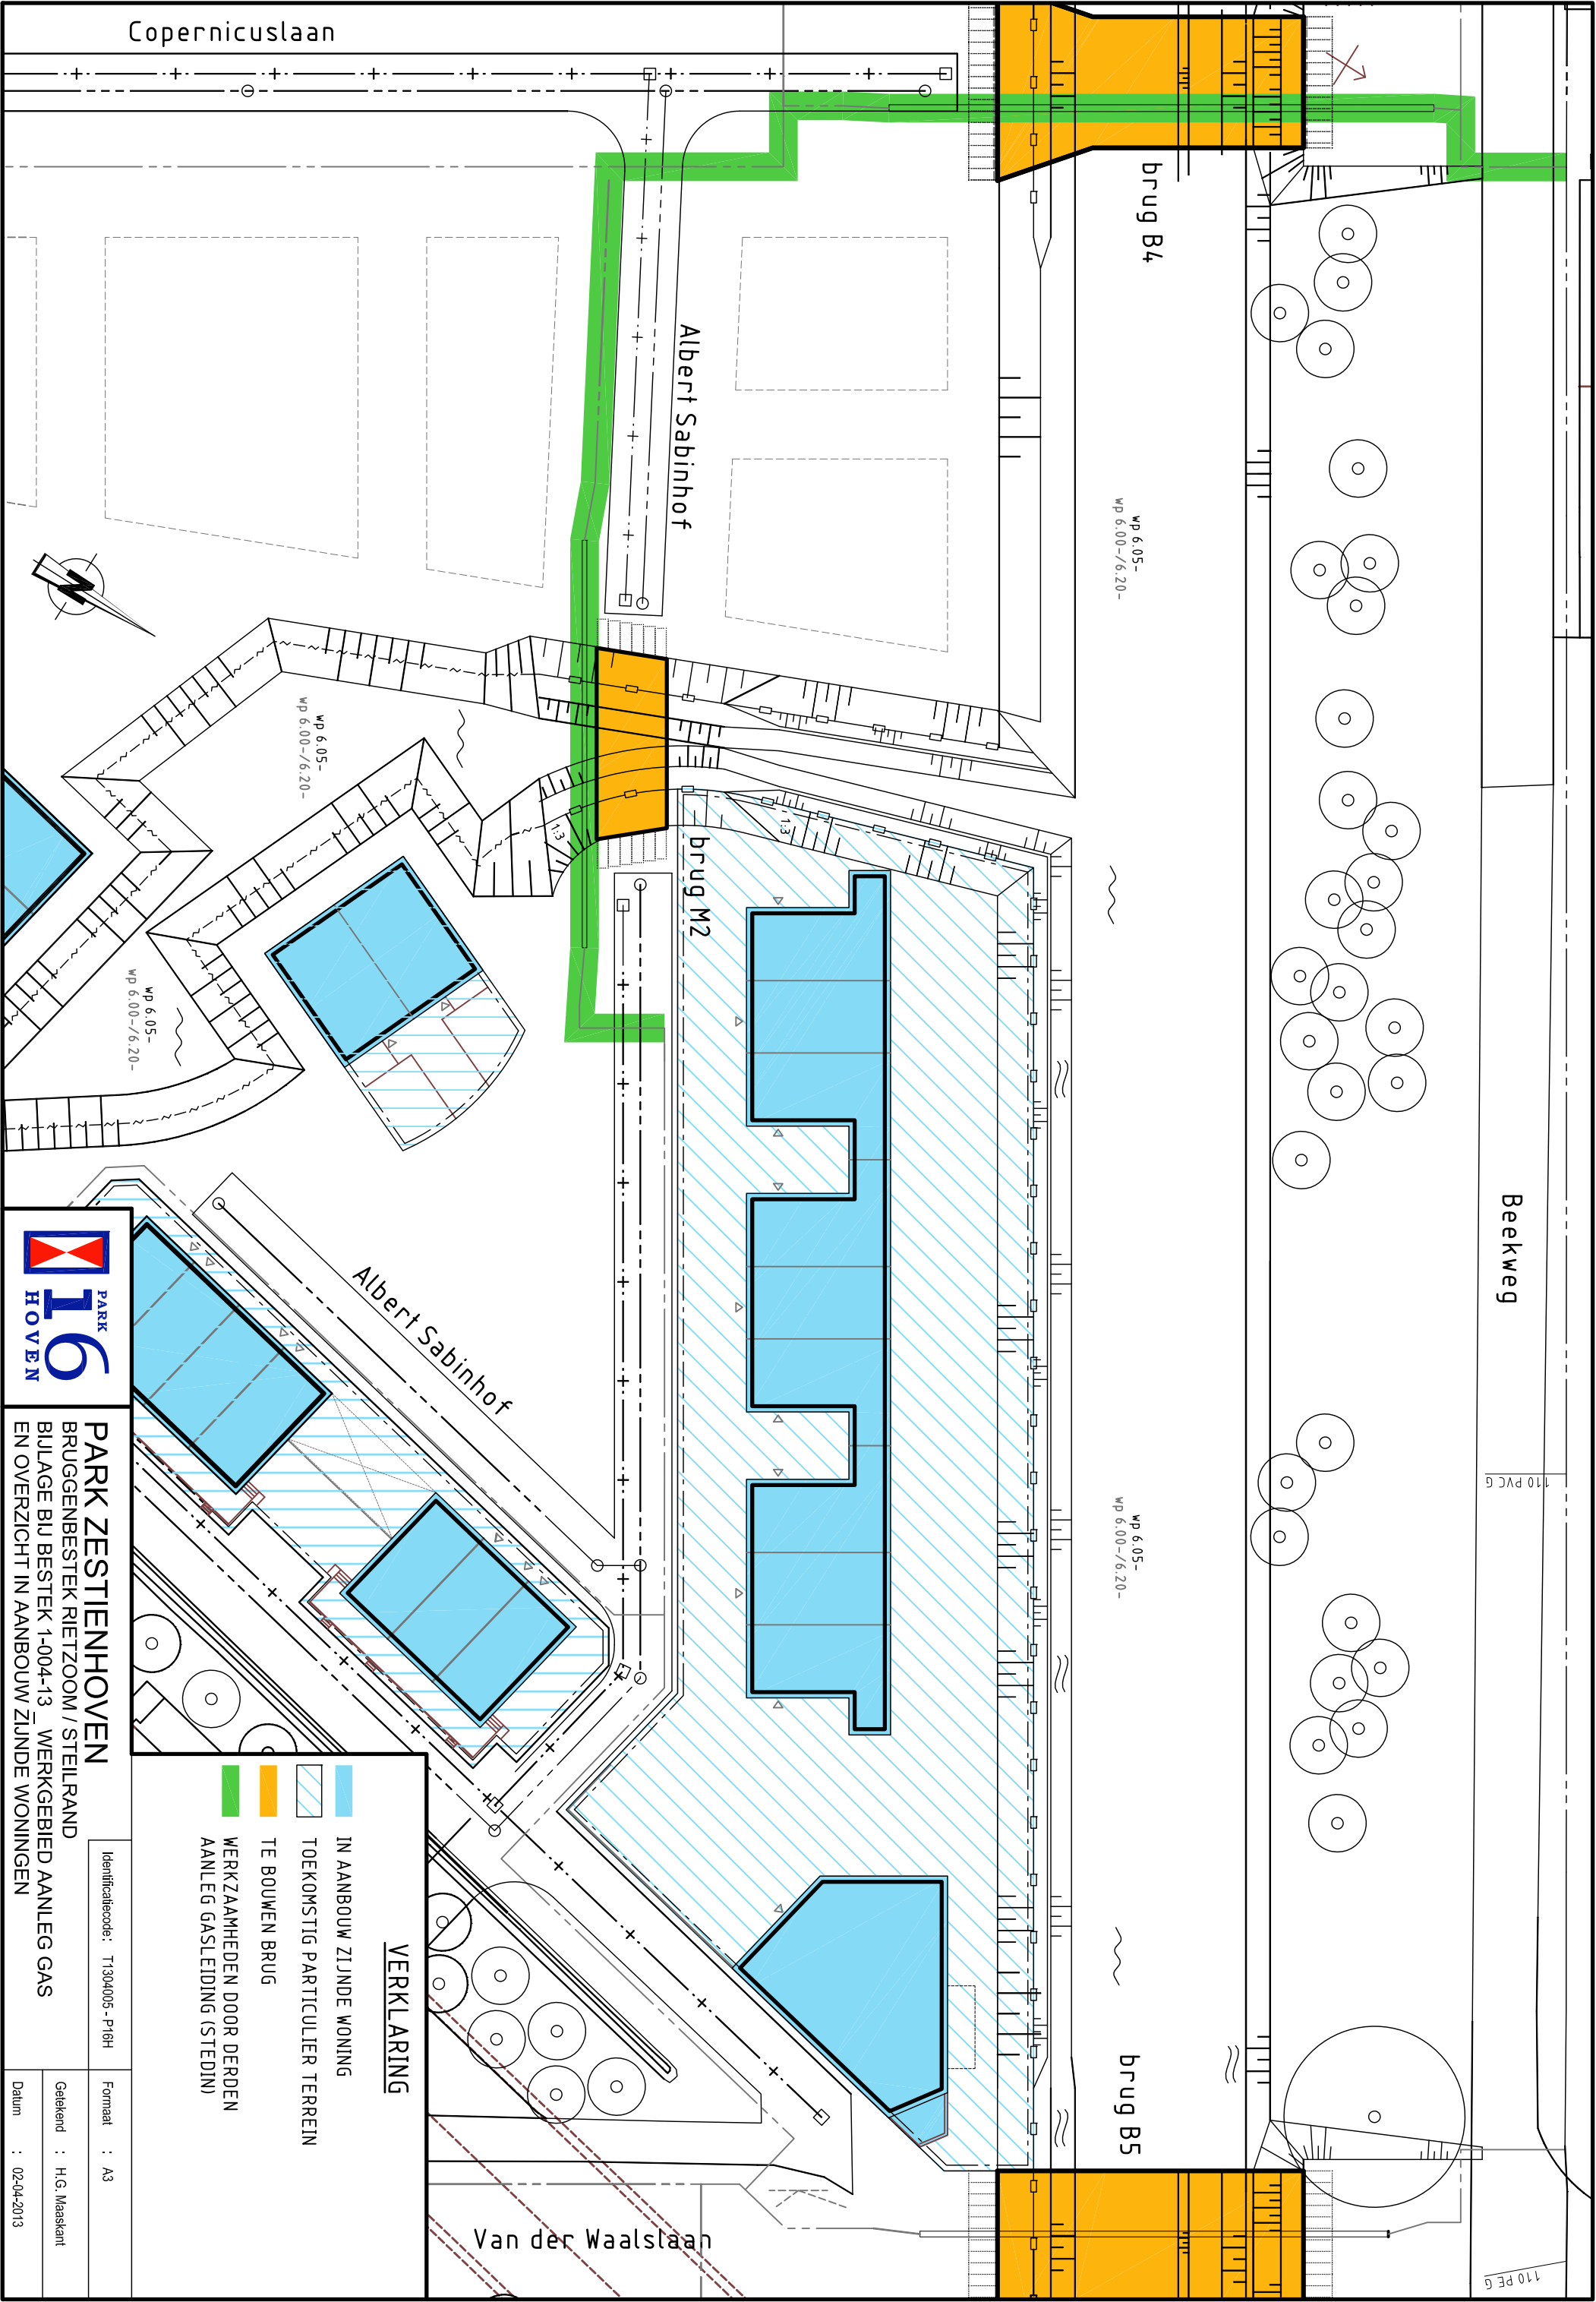 Copernicuslaan
brug B4
Albert Sabinhof
wp 6.05-
wp 6.00-/6.20-
N
wp 6.05-
wp 6.00-/6.20-
1:3
1:3
brug M2
wp 6.05-
wp 6.00-/6.20-
Beekweg
Albert Sabinhof
110 PVC G
wp 6.05-
wp 6.00-/6.20-
brug B5
Van der Waalslaan
110 PE G
VERKLARING
IN AANBOUW ZIJNDE WONING
TOEKOMSTIG PARTICULIER TERREIN
TE BOUWEN BRUG
WERKZAAMHEDEN DOOR DERDEN
AANLEG GASLEIDING (STEDIN)
PARK
16
HOVEN
PARK ZESTIENHOVEN
BRUGGENBESTEK RIETZOOM / STEILRAND
BIJLAGE BIJ BESTEK 1-004-13_ WERKGEBIED AANLEG GAS
EN OVERZICHT IN AANBOUW ZIJNDE WONINGEN
Identificatiecode: T1304005 - P16H
Formaat : A3
Getekend : H.G. Maaskant
Datum : 02-04-2013